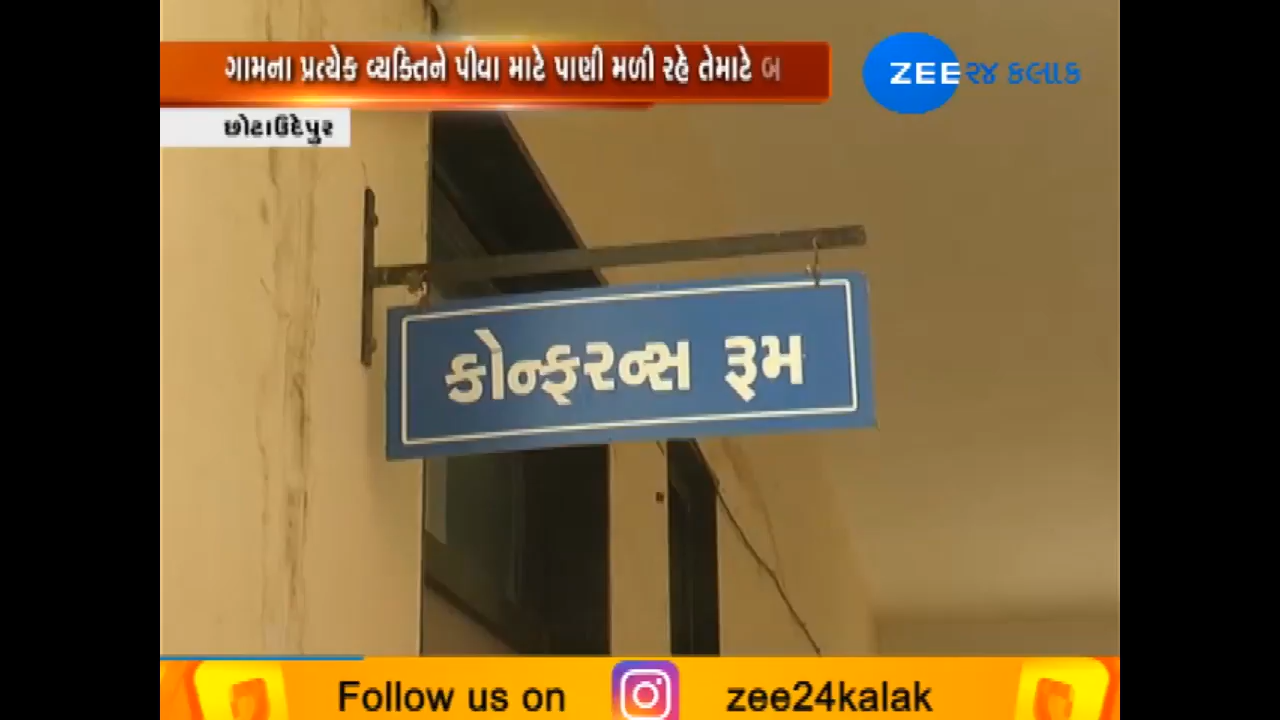 ગામના પ્રત્યેક વ્યક્તિને પીવા માટે પાણી મળી રહે તેમાટે બ
ZEE ૨૪ કલાક
છોટાઉદેપુર
કોન્ફરન્સ રૂમ
Follow us on zee24kalak